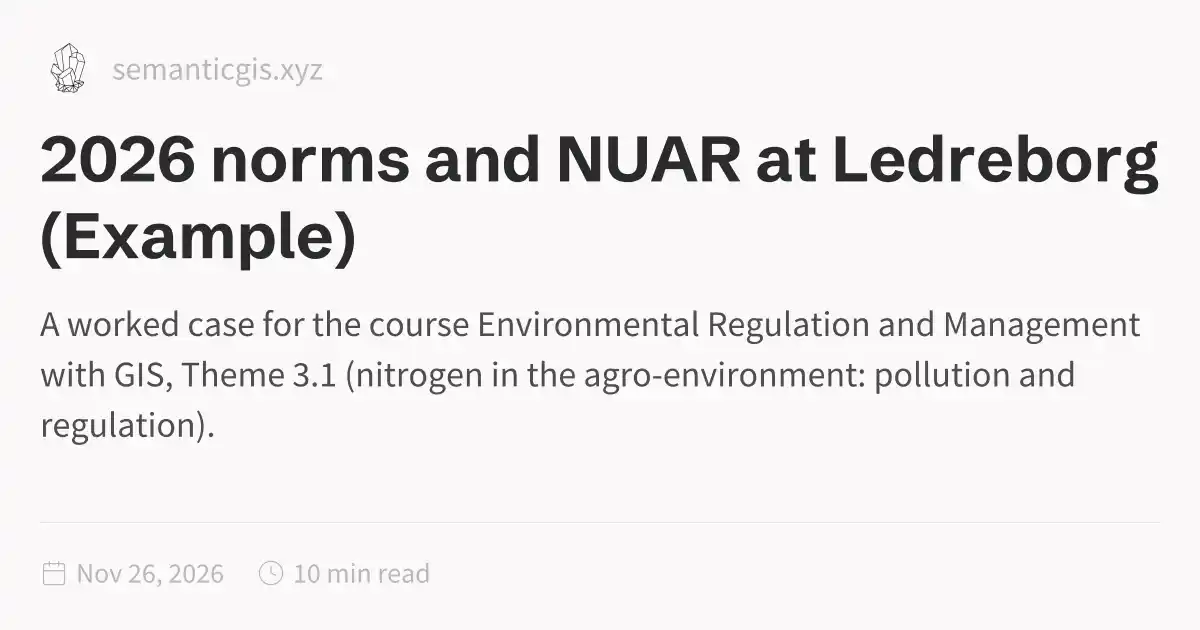 semanticgis.xyz
2026 norms and NUAR at Ledreborg
(Example)
A worked case for the course Environmental Regulation and Management
with GIS, Theme 3.1 (nitrogen in the agro-environment: pollution and
regulation).
Nov 26, 2026 10 min read